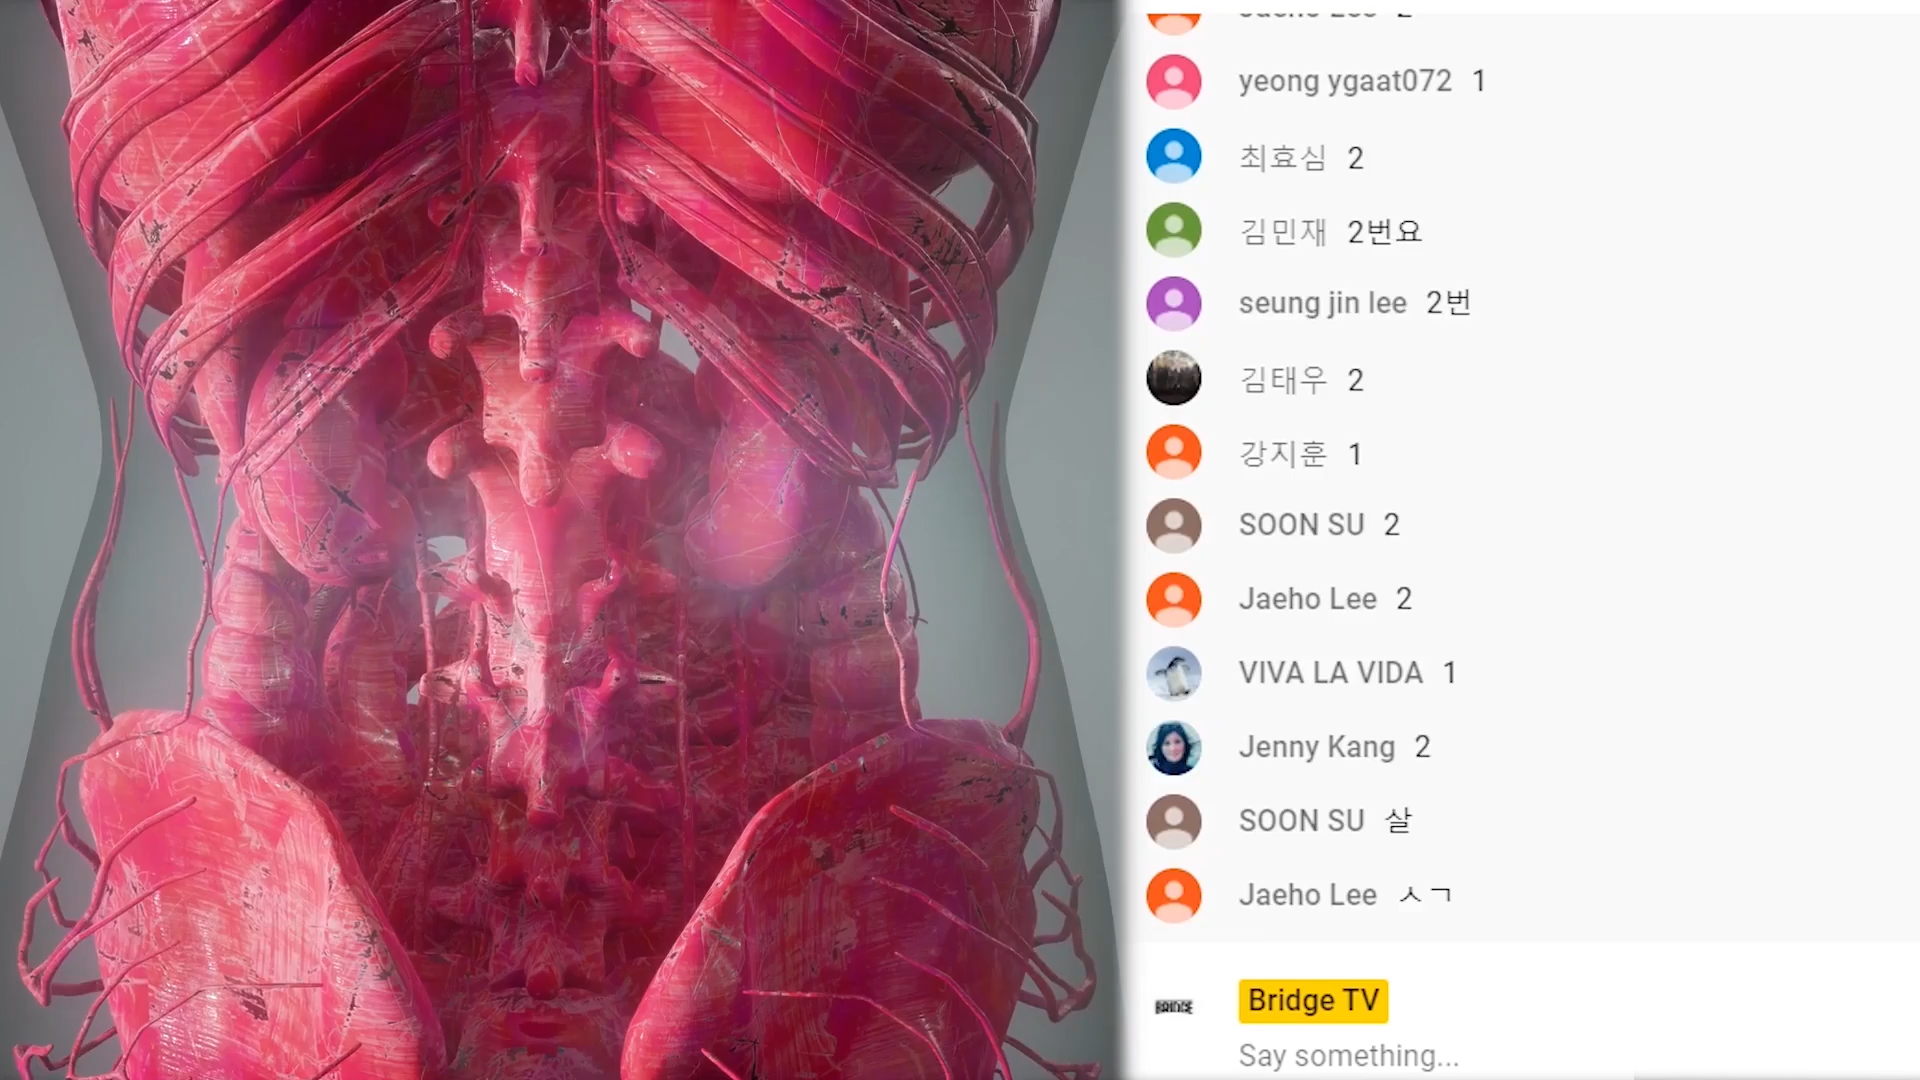 yeong ygaat072 1
최효심 2
김민재 2번요
seung jin lee 2번
김태우 2
강지훈 1
SOON SU 2
Jaeho Lee 2
VIVA LA VIDA 1
Jenny Kang 2
SOON SU 살
Jaeho Lee ㅅㄱ
BRIDGE
Bridge TV
Say something...